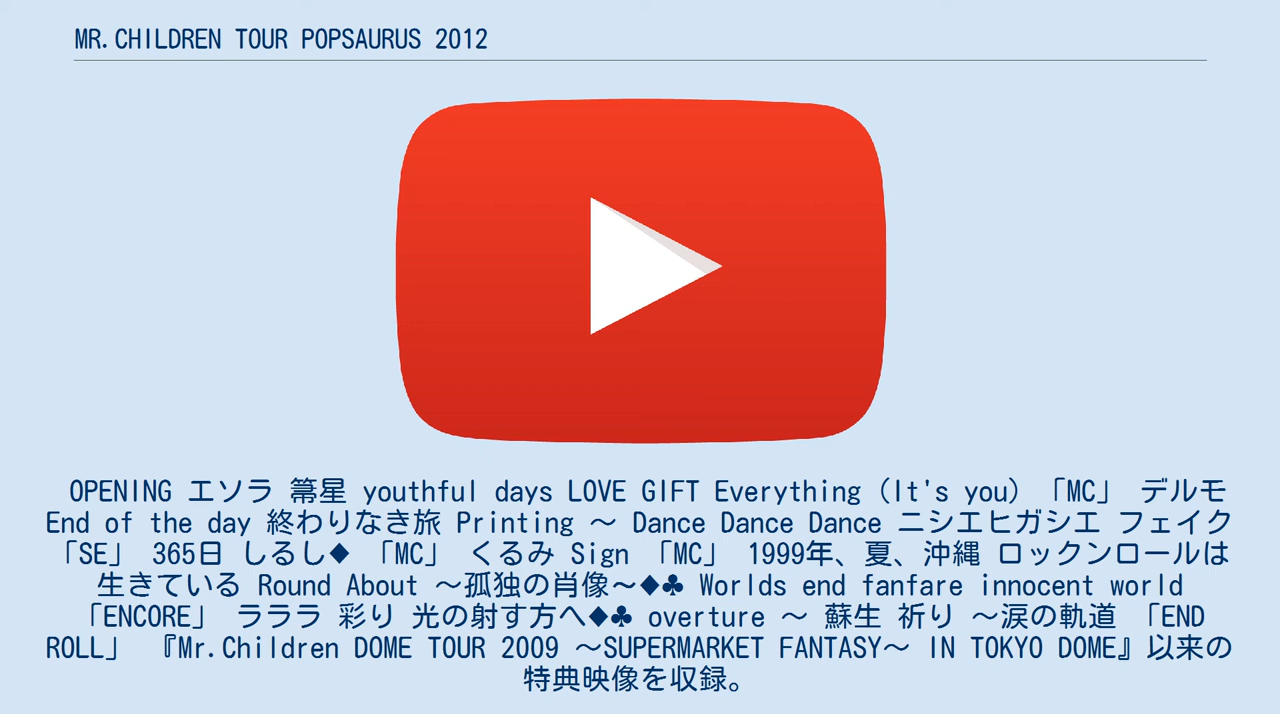 MR.CHILDREN TOUR POPSAURUS 2012
OPENING エソラ 箒星 youthful days LOVE GIFT Everything (It's you) 「MC」 デルモ
End of the day 終わりなき旅 Printing ～ Dance Dance Dance ニシエヒガシエ フェイク
「SE」 365日 しるし♦ 「MC」 くるみ Sign 「MC」 1999年、夏、沖縄 ロックンロールは
生きている Round About ～孤独の肖像～♦♣ Worlds end fanfare innocent world
「ENCORE」 ラララ 彩り 光の射す方へ♦♣ overture ～ 蘇生 祈り ～涙の軌道 「END
ROLL」 『Mr.Children DOME TOUR 2009 ～SUPERMARKET FANTASY～ IN TOKYO DOME』以来の
特典映像を収録。